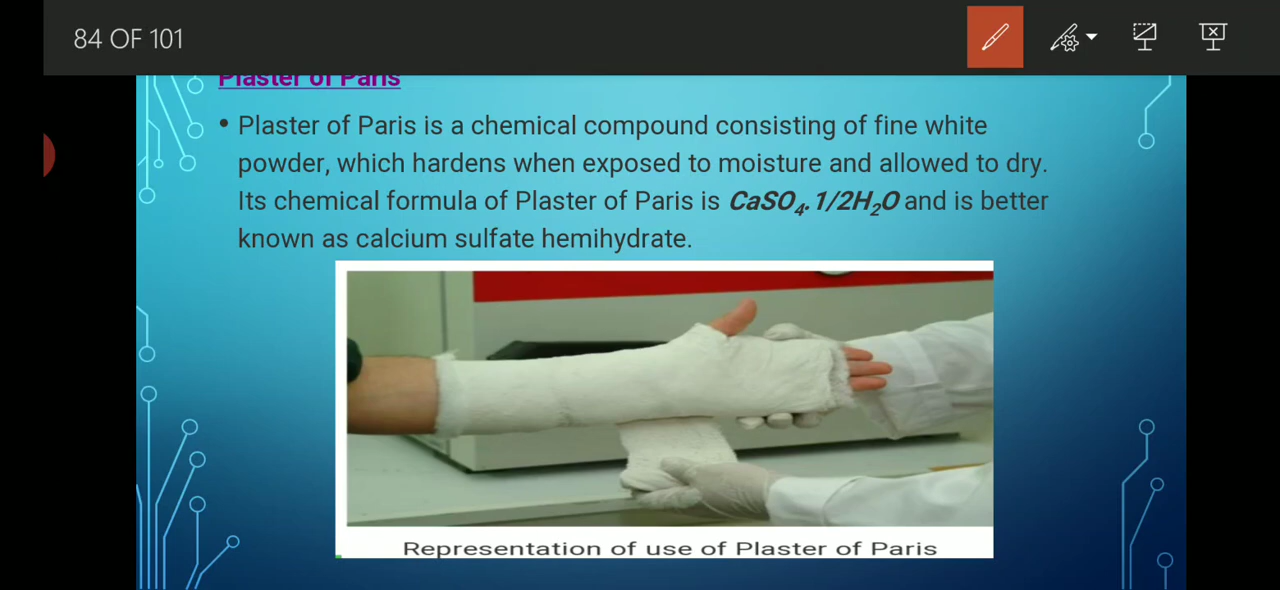 84 OF 101
Plaster of Paris
• Plaster of Paris is a chemical compound consisting of fine white
powder, which hardens when exposed to moisture and allowed to dry.
Its chemical formula of Plaster of Paris is CaSO₄.1/2H₂O and is better
known as calcium sulfate hemihydrate.
Representation of use of Plaster of Paris